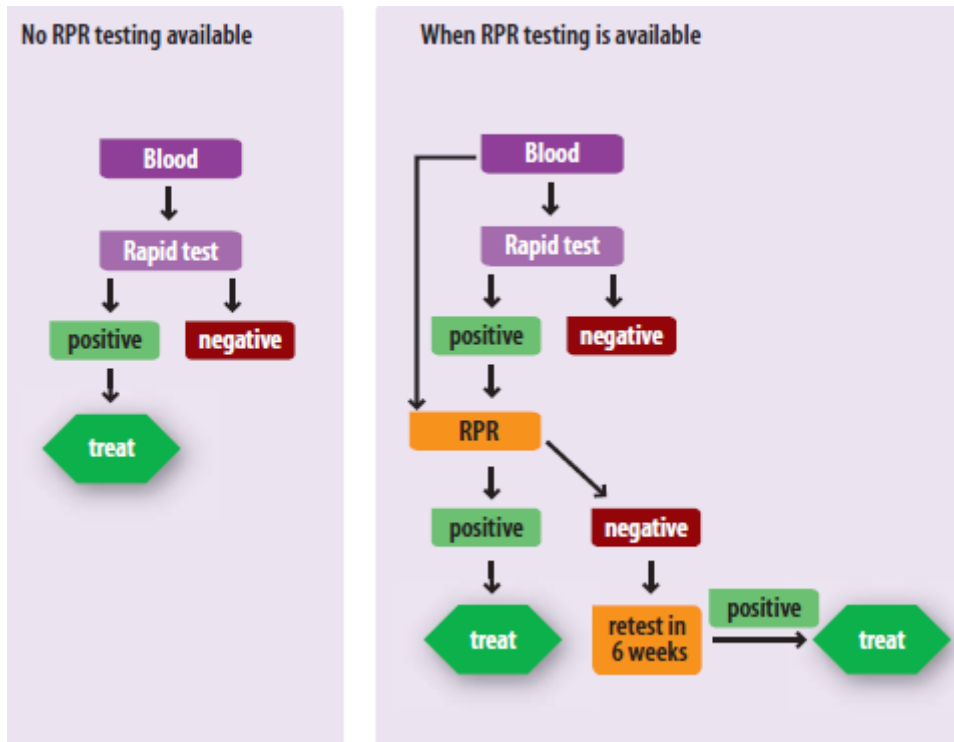 No RPR testing available
Blood
Rapid test
positive
negative
treat
When RPR testing is available
Blood
Rapid test
positive
negative
RPR
positive
negative
treat
retest in
6 weeks
positive
treat